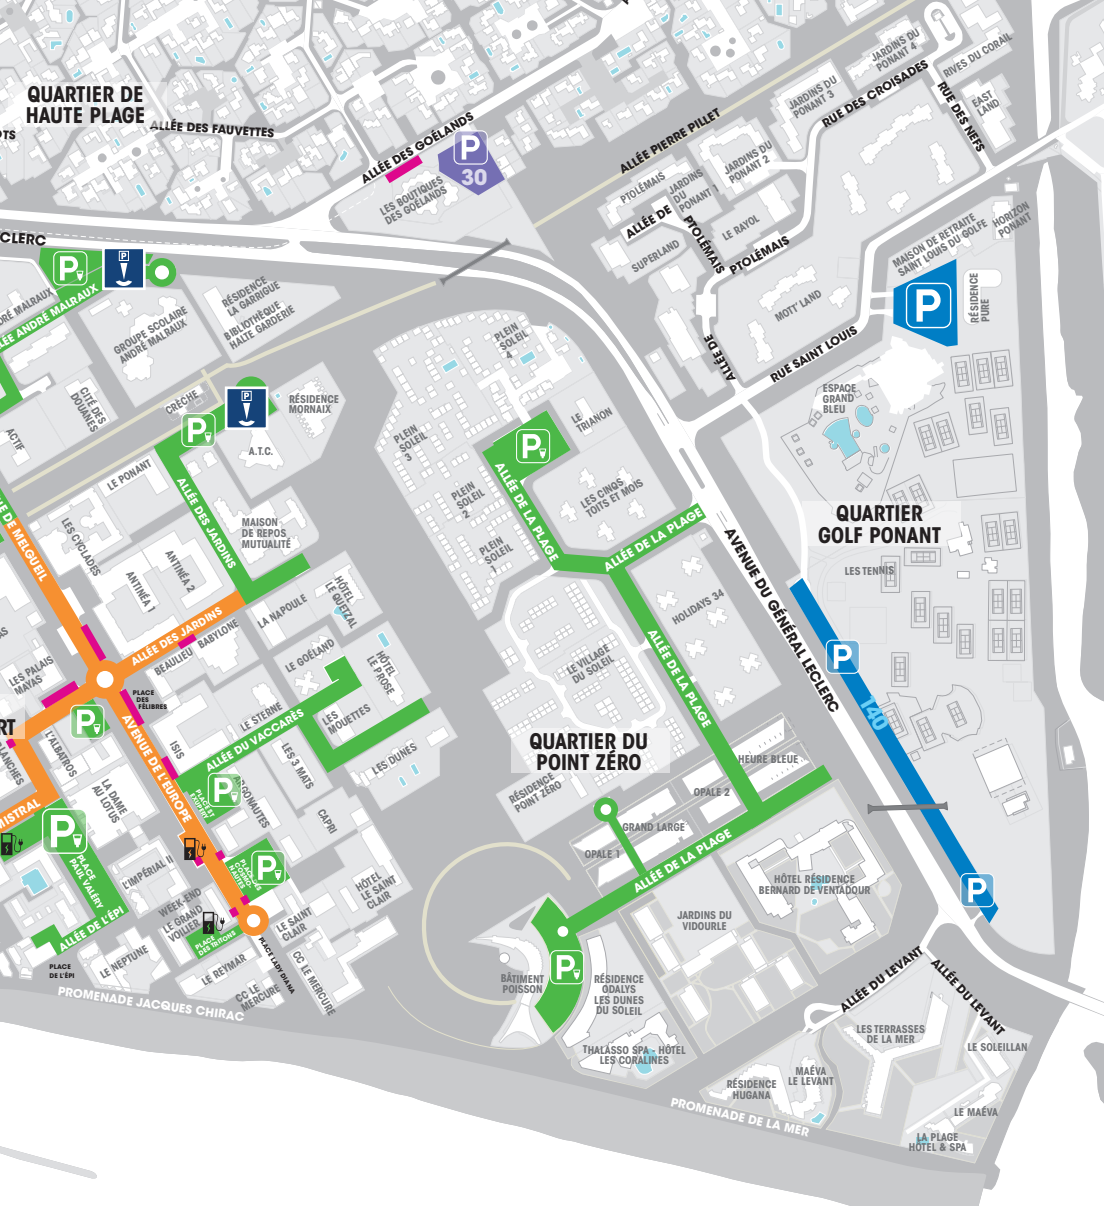 QUARTIER DE
HAUTE PLAGE
OTS
ALLÉE DES FAUVETTES
ALLÉE DES GOÉLANDS
P
30
LES BOUTIQUES
DES GOÉLANDS
ALLÉE PIERRE PILLET
JARDINS DU
PONANT 4
RIVES DU CORAIL
JARDINS DU
PONANT 3
RUE DES CROISADES
RUE DES NEFS
EAST
LAND
JARDINS DU
PONANT 2
PTOLÉMAIS
JARDINS
DU
PONANT 1
ALLÉE DE
PTOLÉMAIS
LE RAYOL
PTOLÉMAIS
SUPERLAND
MAISON DE RETRAITE
SAINT LOUIS DU GOLFE
HORIZON
PONANT
P
RÉSIDENCE
PURE
MOTT'LAND
RUE SAINT LOUIS
ALLÉE DE
CLERC
P
P
DRÉ MALRAUX
ÉE ANDRÉ MALRAUX
GROUPE SCOLAIRE
ANDRÉ MALRAUX
RÉSIDENCE
LA GARRIGUE
BIBLIOTHÈQUE
HALTE GARDERIE
CITÉ DES
DOUANES
CRÈCHE
P
P
RÉSIDENCE
MORNAIX
ACTIF
A.T.C.
LE PONANT
ALLÉE DES JARDINS
MAISON
DE REPOS
MUTUALITÉ
PLEIN
SOLEIL
4
PLEIN
SOLEIL
3
PLEIN
SOLEIL
2
PLEIN
SOLEIL
1
P
LE
TRIANON
LES CINQS
TOITS ET MOIS
ALLÉE DE LA PLAGE
ALLÉE DE LA PLAGE
ESPACE
GRAND
BLEU
QUARTIER
GOLF PONANT
LES TENNIS
AVENUE DU GÉNÉRAL LECLERC
P
140
P
E DE MELGUEIL
LES CYCLADES
ANTINÉA 2
ANTINÉA 1
ALLÉE DES JARDINS
BEAULIEU
BABYLONE
LA NAPOULE
HÔTEL
LE QUETZAL
LE GOÉLAND
HÔTEL
LE PROSE
HOLIDAYS 34
LE VILLAGE
DU SOLEIL
ALLÉE DE LA PLAGE
LES PALAIS
MAYAS
PLACE
DES
FÉLIBRES
RT
P
L'ALBATROS
LANCHES
AVENUE DE L'EUROPE
ISIS
LE STERNE
ALLÉE DU VACCARÈS
LES
MOUETTES
LES 3 MATS
LES DUNES
QUARTIER DU
POINT ZÉRO
RÉSIDENCE
POINT ZÉRO
HEURE BLEUE
OPALE 2
GRAND LARGE
OPALE 1
ALLÉE DE LA PLAGE
LA DAME
AU LOTUS
P
CAPRI
MISTRAL
P
PLACE
PAUL VALÉRY
L'IMPÉRIAL II
P
WEEK-END
LE GRAND
VOILIER
HÔTEL
LE SAINT
CLAIR
LE SAINT
CLAIR
ALLÉE DE L'ÉPI
PLACE
DE L'ÉPI
LE NEPTUNE
PLACE
DES TRITONS
LE REYMAR
PLACE LADY DIANA
CC LE
MERCURE
CC LE MERCURE
PROMENADE JACQUES CHIRAC
HÔTEL RÉSIDENCE
BERNARD DE VENTADOUR
JARDINS DU
VIDOURLE
P
BÂTIMENT
POISSON
RÉSIDENCE
ODALYS
LES DUNES
DU SOLEIL
THALASSO SPA - HÔTEL
LES CORALINES
ALLÉE DU LEVANT
ALLÉE DU LEVANT
LES TERRASSES
DE LA MER
LE SOLEILLAN
MAÉVA
LE LEVANT
RÉSIDENCE
HUGANA
LE MAÉVA
LA PLAGE
HÔTEL & SPA
PROMENADE DE LA MER